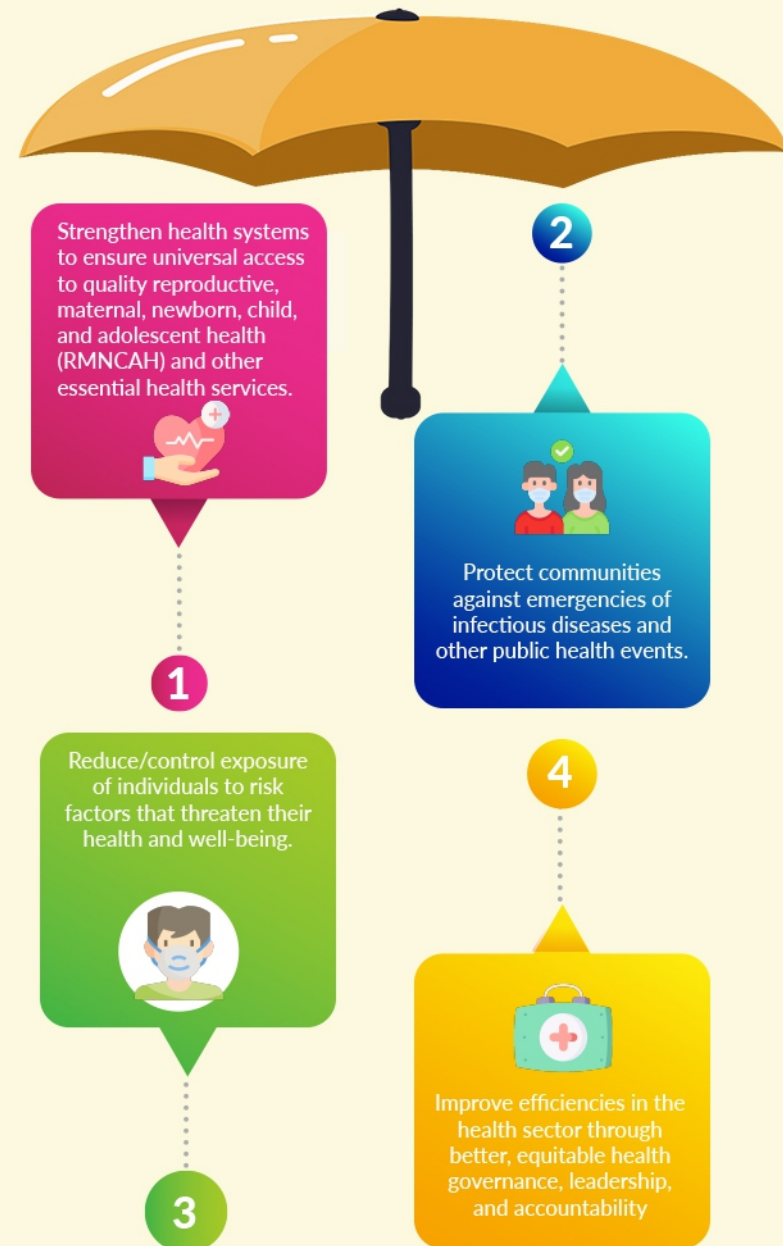 Strengthen health systems
to ensure universal access
to quality reproductive,
maternal, newborn, child,
and adolescent health
(RMNCAH) and other
essential health services.
1
2
Protect communities
against emergencies of
infectious diseases and
other public health events.
Reduce/control exposure
of individuals to risk
factors that threaten their
health and well-being.
3
4
Improve efficiencies in the
health sector through
better, equitable health
governance, leadership,
and accountability